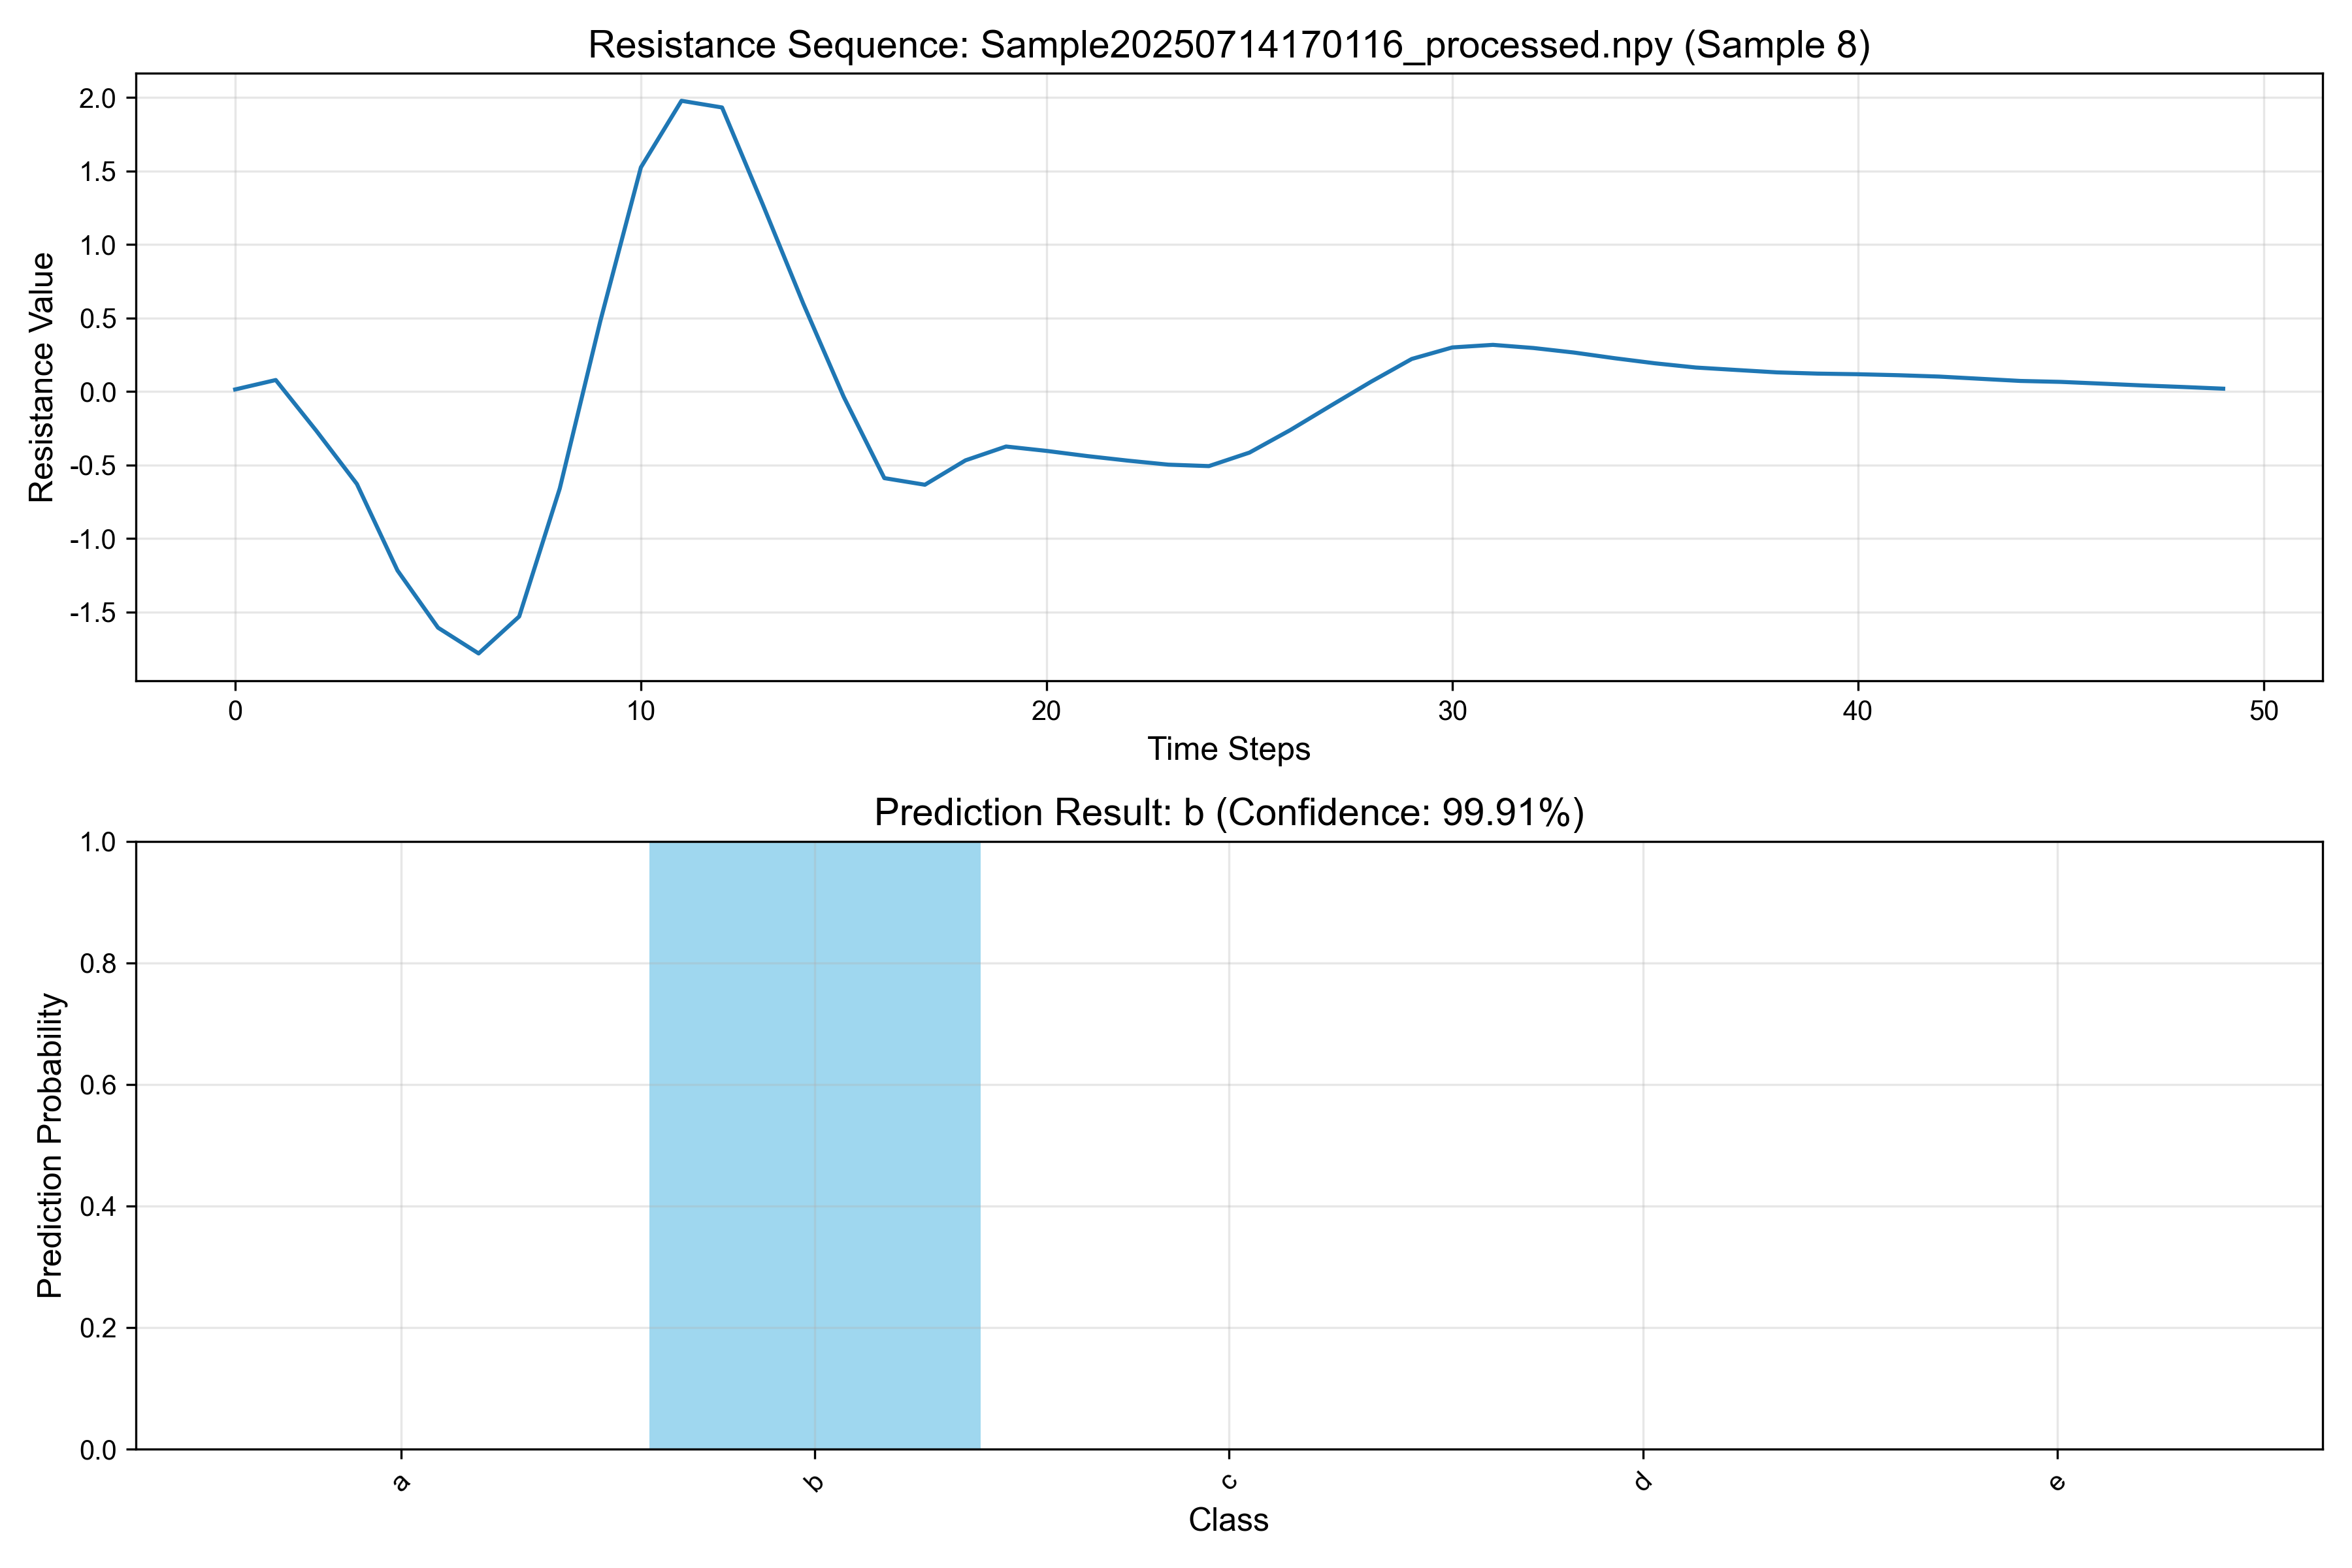 Resistance Sequence: Sample20250714170116_processed.npy (Sample 8)
Resistance Value
2.0
1.5
1.0
0.5
0.0
-0.5
-1.0
-1.5
0 10 20 30 40 50
Time Steps
Prediction Result: b (Confidence: 99.91%)
Prediction Probability
1.0
0.8
0.6
0.4
0.2
0.0
a b c d e
Class